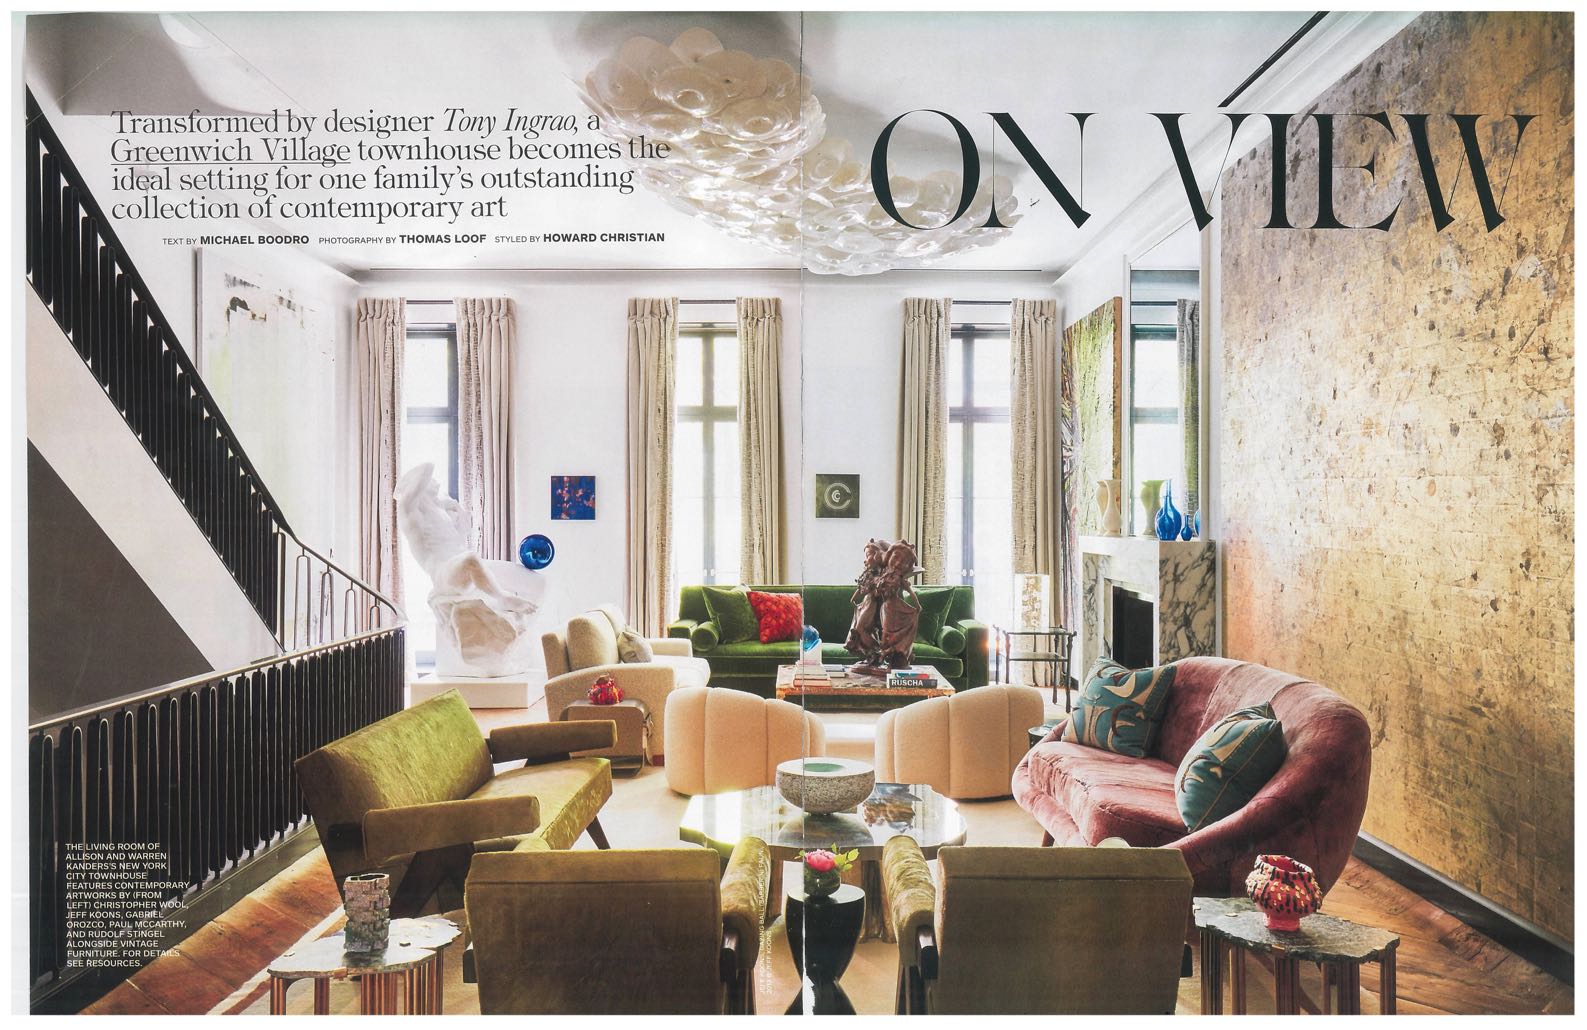 Transformed by designer Tony Ingrao, a
Greenwich Village townhouse becomes the
ideal setting for one family's outstanding
collection of contemporary art
TEXT BY MICHAEL BOODRO PHOTOGRAPHY BY THOMAS LOOF STYLED BY HOWARD CHRISTIAN
ON VIEW
RUSCHA
THE LIVING ROOM OF
ALLISON AND WARREN
KANDERS'S NEW YORK
CITY TOWNHOUSE
FEATURES CONTEMPORARY
ARTWORKS BY (FROM
LEFT) CHRISTOPHER WOOL,
JEFF KOONS, GABRIEL
OROZCO, PAUL MCCARTHY,
AND RUDOLF STINGEL
ALONGSIDE VINTAGE
FURNITURE. FOR DETAILS
SEE RESOURCES.